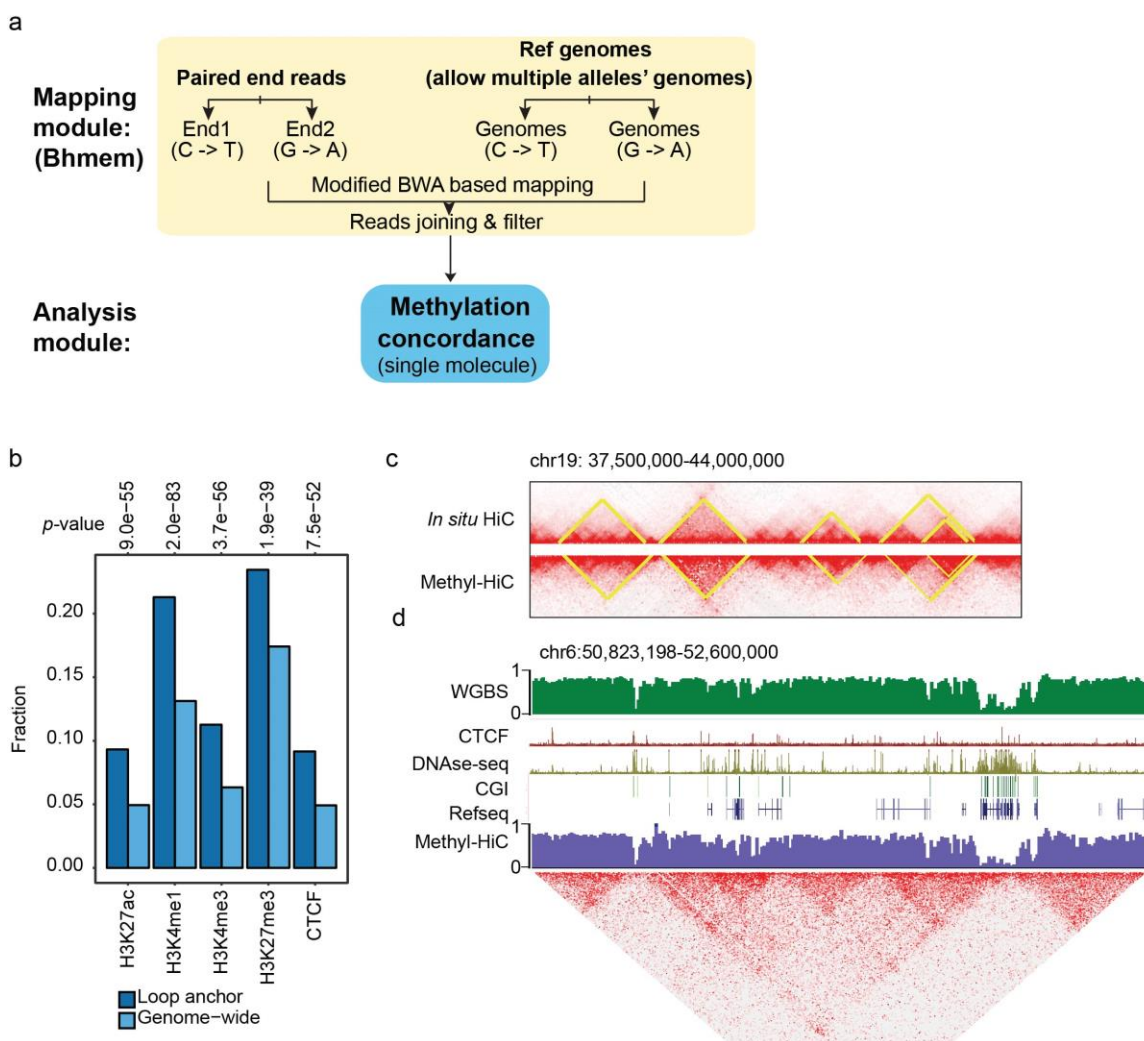 a
Mapping
module:
(Bhmem)
Paired end reads
End1
(C -> T)
End2
(G -> A)
Ref genomes
(allow multiple alleles' genomes)
Genomes
(C -> T)
Genomes
(G -> A)
Modified BWA based mapping
Reads joining & filter
Analysis
module:
Methylation
concordance
(single molecule)
b
p-value
9.0e−55
2.0e−83
3.7e−56
1.9e−39
7.5e−52
Fraction
0.20
0.15
0.10
0.05
0.00
H3K27ac
H3K4me1
H3K4me3
H3K27me3
CTCF
Loop anchor
Genome−wide
c
chr19: 37,500,000-44,000,000
In situ HiC
Methyl-HiC
d
chr6:50,823,198-52,600,000
1
WGBS
0
CTCF
DNAse-seq
CGI
Refseq
1
Methyl-HiC
0